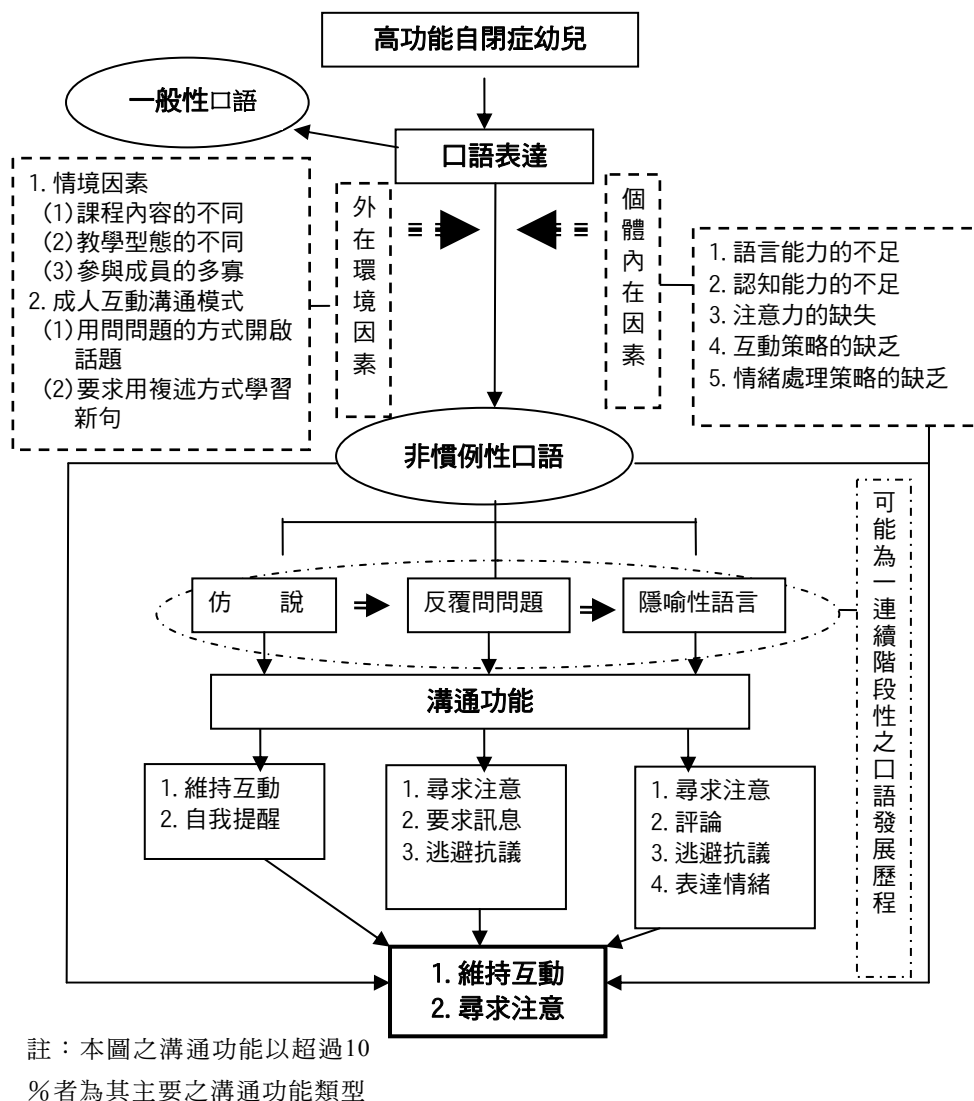 高功能自閉症幼兒
一般性口語
口語表達
1. 情境因素
(1)課程內容的不同
(2)教學型態的不同
(3)參與成員的多寡
2. 成人互動溝通模式
(1)用問問題的方式開啟
話題
(2)要求用複述方式學習
新句
外在環境因素
個體內在因素
1. 語言能力的不足
2. 認知能力的不足
3. 注意力的缺失
4. 互動策略的缺乏
5. 情緒處理策略的缺乏
非慣例性口語
可能為一連續階段性之口語發展歷程
仿 說
反覆問問題
隱喻性語言
溝通功能
1. 維持互動
2. 自我提醒
1. 尋求注意
2. 要求訊息
3. 逃避抗議
1. 尋求注意
2. 評論
3. 逃避抗議
4. 表達情緒
1. 維持互動
2. 尋求注意
註：本圖之溝通功能以超過10
%者為其主要之溝通功能類型